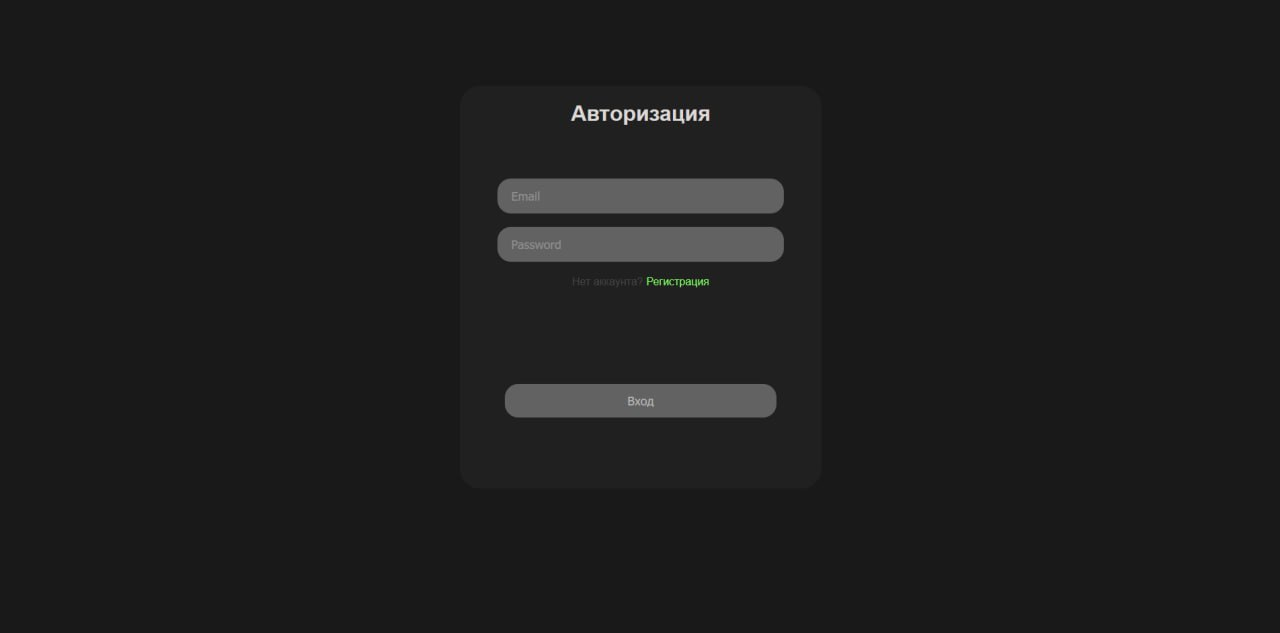 Авторизация
Email
Password
Нет аккаунта? Регистрация
Вход